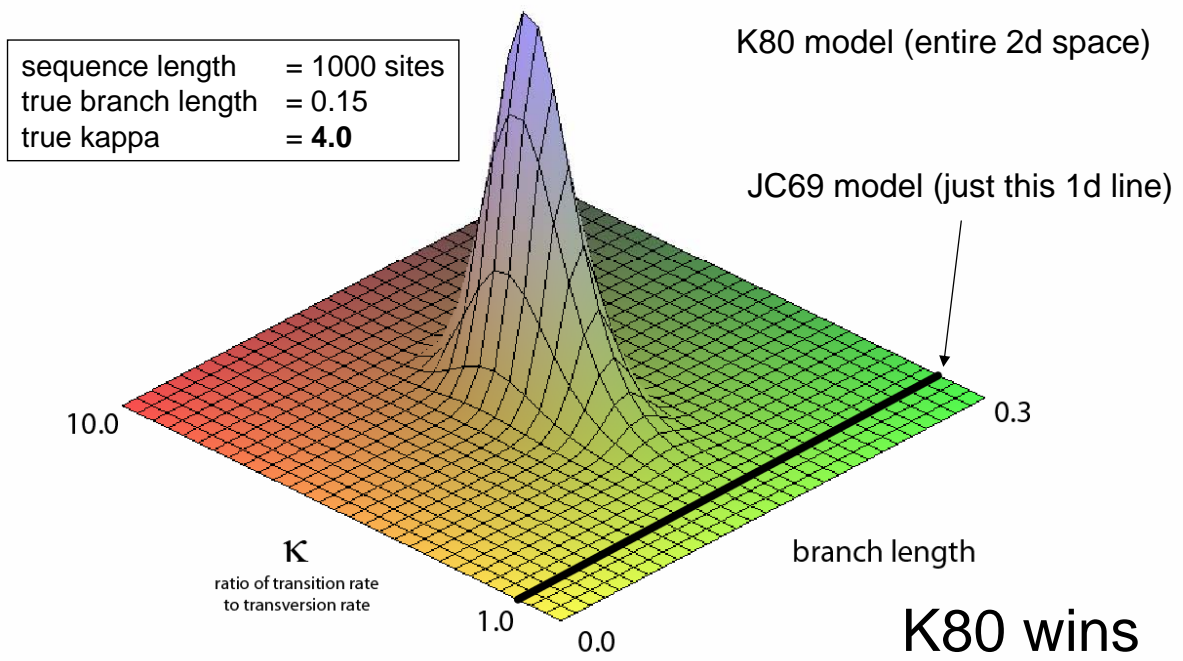 sequence length = 1000 sites
true branch length = 0.15
true kappa = 4.0
K80 model (entire 2d space)
JC69 model (just this 1d line)
10.0
0.3
κ
ratio of transition rate
to transversion rate
branch length
1.0
0.0
K80 wins